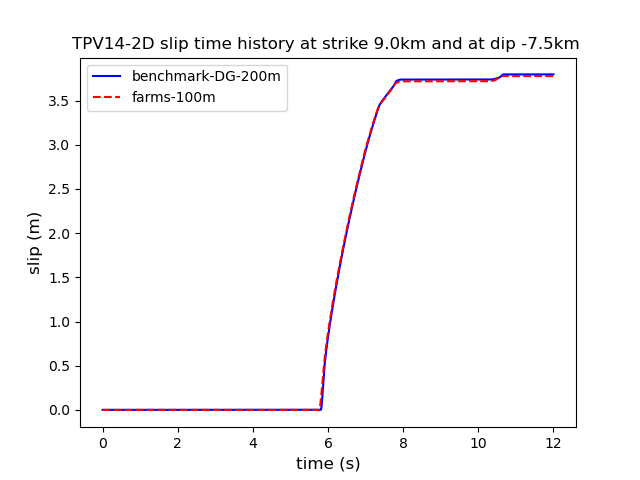 TPV14-2D slip time history at strike 9.0km and at dip -7.5km
benchmark-DG-200m
farms-100m
3.5
3.0
2.5
2.0
1.5
1.0
0.5
0.0
slip (m)
0 2 4 6 8 10 12
time (s)